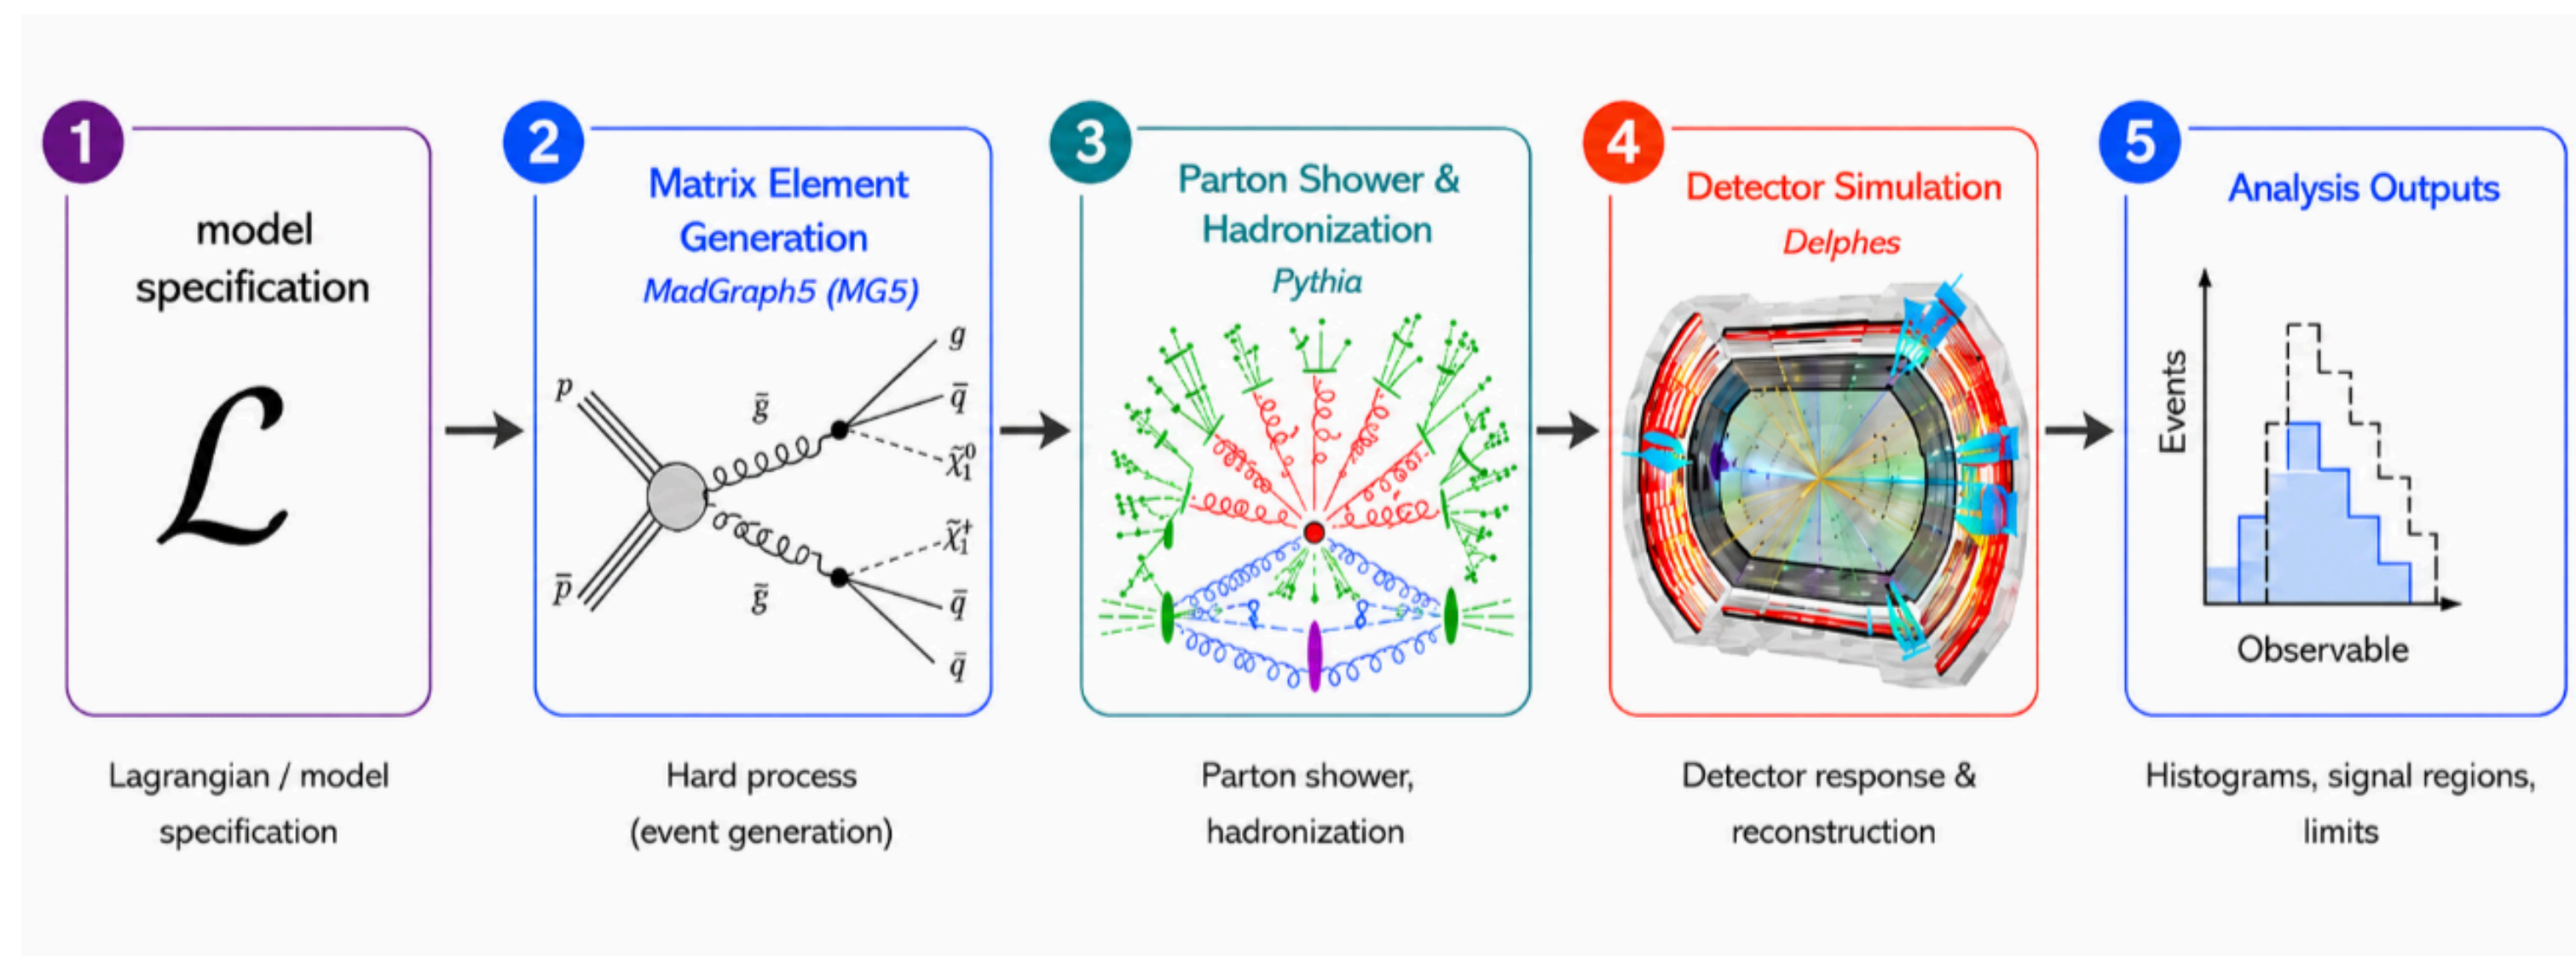 1
model
specification
ℒ
Lagrangian / model
specification
2
Matrix Element
Generation
MadGraph5 (MG5)
p
p̄
g̃
g̃
g
q̄
χ̃₁⁰
χ̃₁⁺
q̄
q̄
Hard process
(event generation)
3
Parton Shower &
Hadronization
Pythia
Parton shower,
hadronization
4
Detector Simulation
Delphes
Detector response &
reconstruction
5
Analysis Outputs
Events
Observable
Histograms, signal regions,
limits